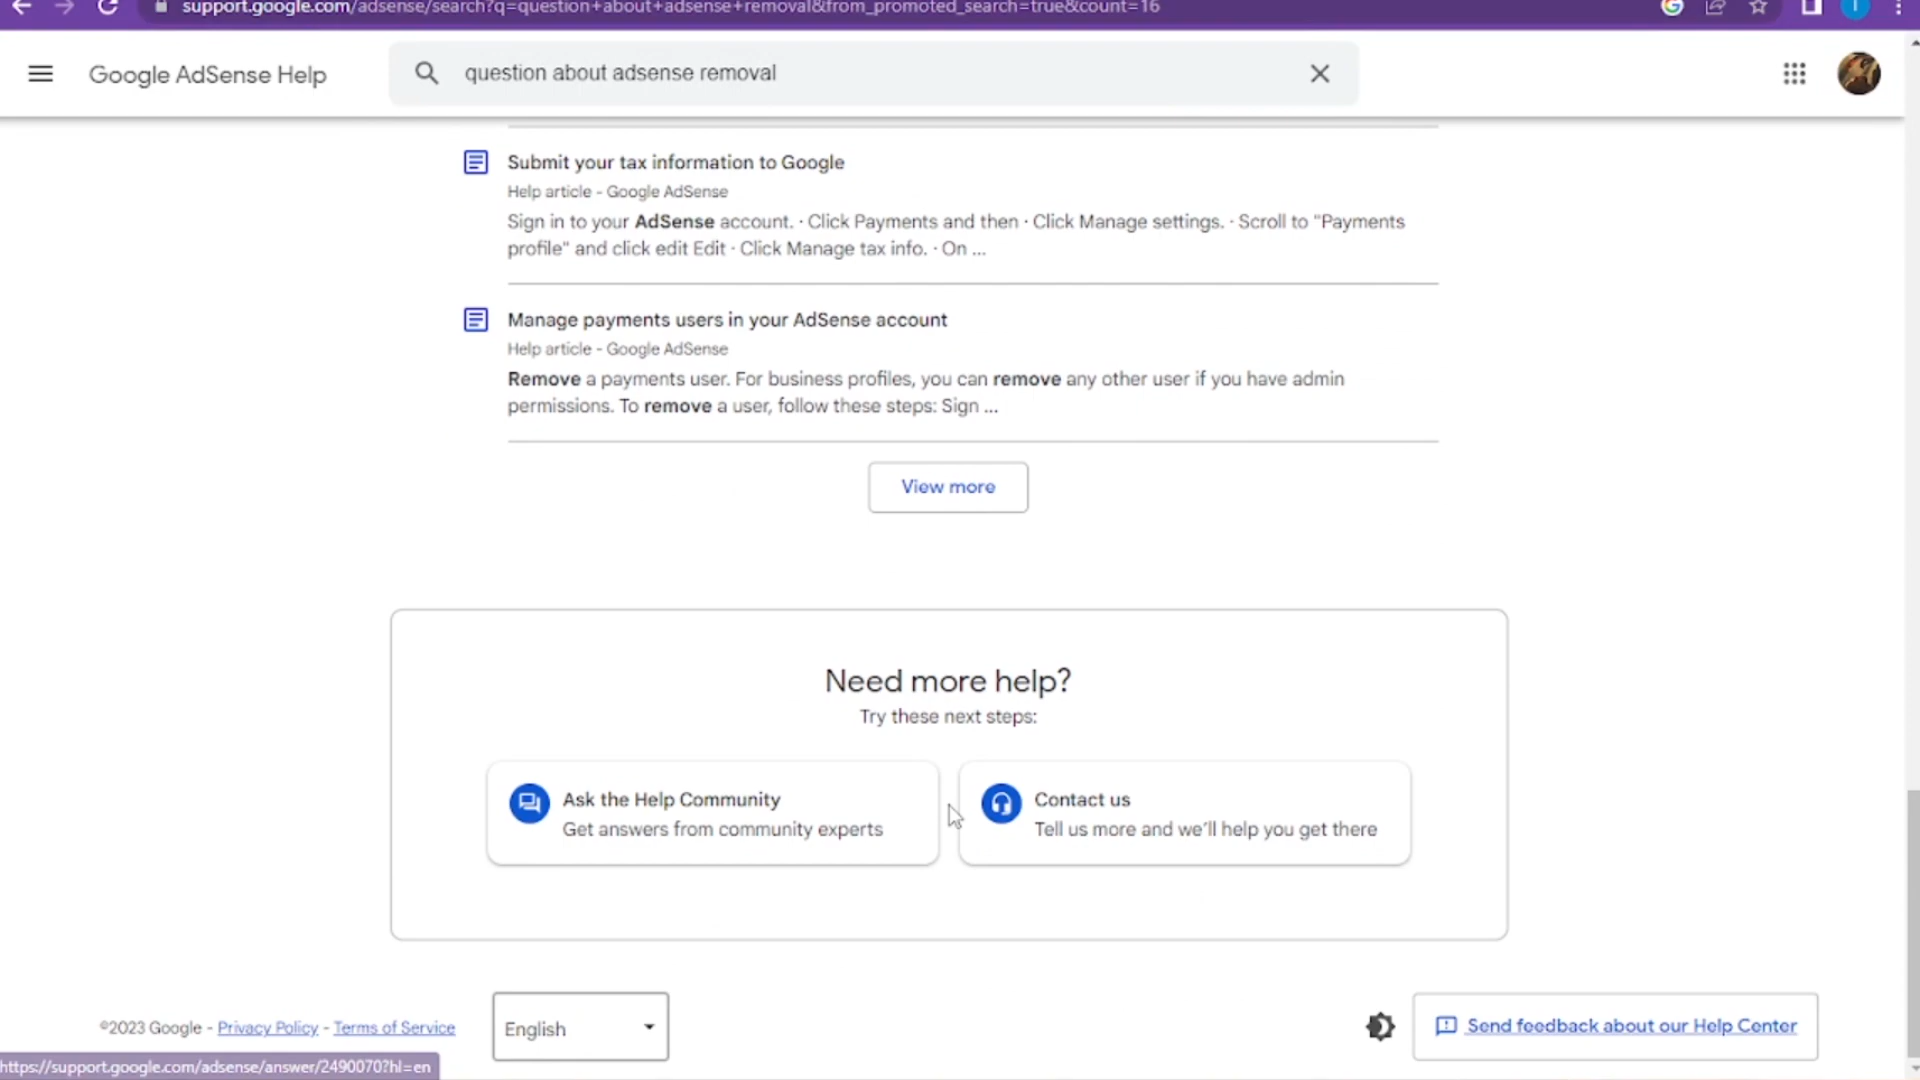 support.google.com/adsense/search?q=question+about+adsense+removal&from_promoted_search=true&count=16
Google AdSense Help
question about adsense removal
Submit your tax information to Google
Help article - Google AdSense
Sign in to your AdSense account. · Click Payments and then · Click Manage settings. · Scroll to "Payments
profile" and click edit Edit · Click Manage tax info. · On ...
Manage payments users in your AdSense account
Help article - Google AdSense
Remove a payments user. For business profiles, you can remove any other user if you have admin
permissions. To remove a user, follow these steps: Sign ...
View more
Need more help?
Try these next steps:
Ask the Help Community
Get answers from community experts
Contact us
Tell us more and we'll help you get there
©2023 Google - Privacy Policy - Terms of Service
English
Send feedback about our Help Center
https://support.google.com/adsense/answer/2490070?hl=en